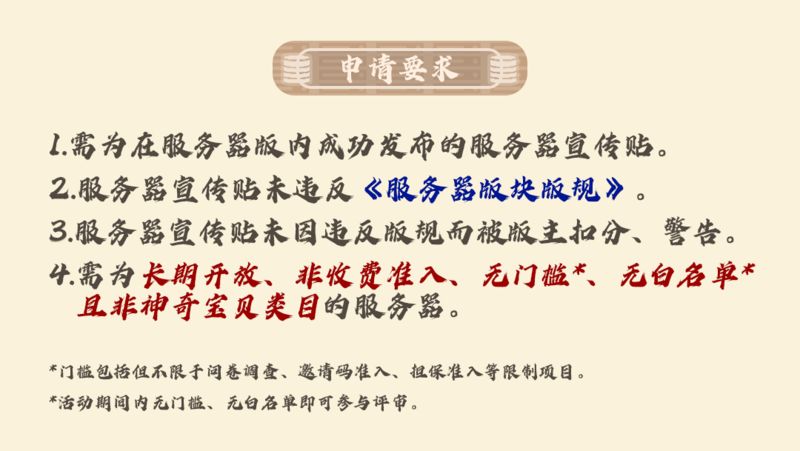 申请要求
1.需为在服务器版内成功发布的服务器宣传贴。
2.服务器宣传贴未违反《服务器版块版规》。
3.服务器宣传贴未因违反版规而被版主扣分、警告。
4.需为长期开放、非收费准入、无门槛*、无白名单*
且非神奇宝贝类目的服务器。
*门槛包括但不限于问卷调查、邀请码准入、担保准入等限制项目。
*活动期间内无门槛、无白名单即可参与评审。